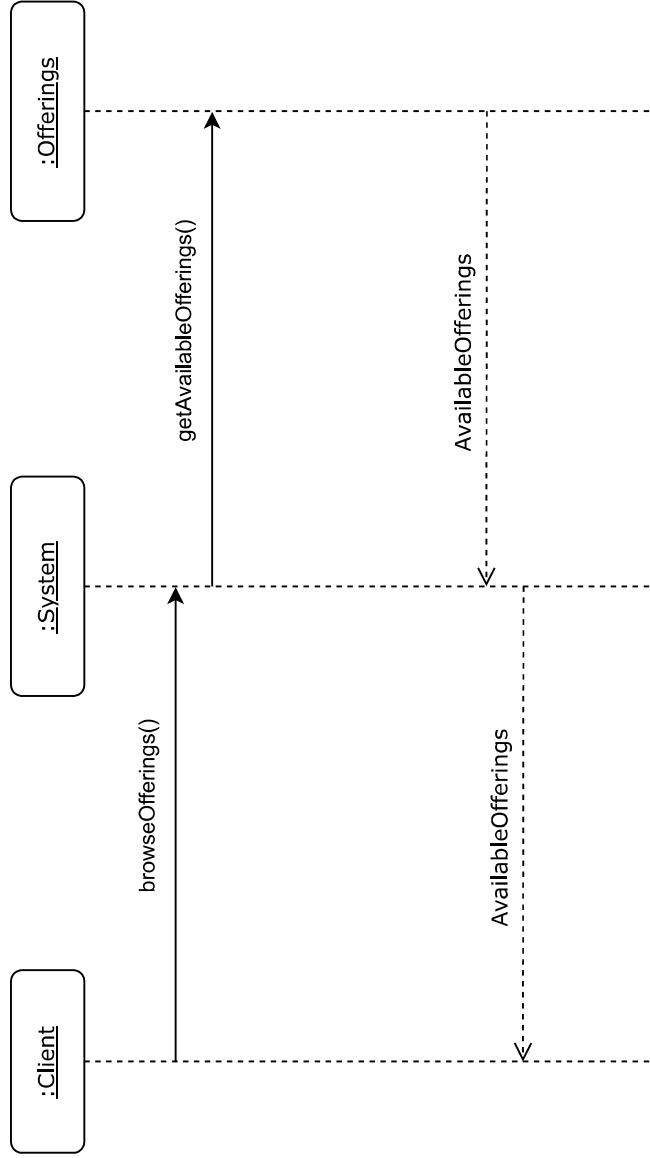 :Client
:System
:Offerings
browseOfferings()
getAvailableOfferings()
AvailableOfferings
AvailableOfferings